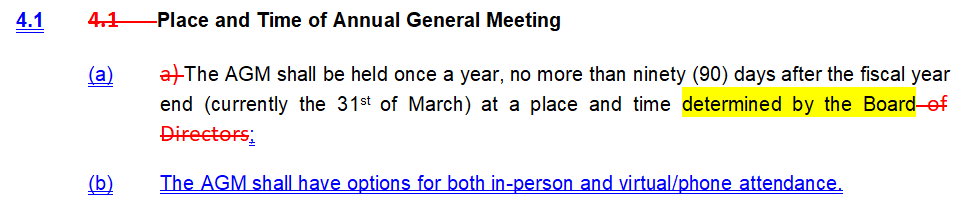 4.1 4.1 Place and Time of Annual General Meeting
(a) a) The AGM shall be held once a year, no more than ninety (90) days after the fiscal year
end (currently the 31st of March) at a place and time determined by the Board of
Directors;
(b) The AGM shall have options for both in-person and virtual/phone attendance.